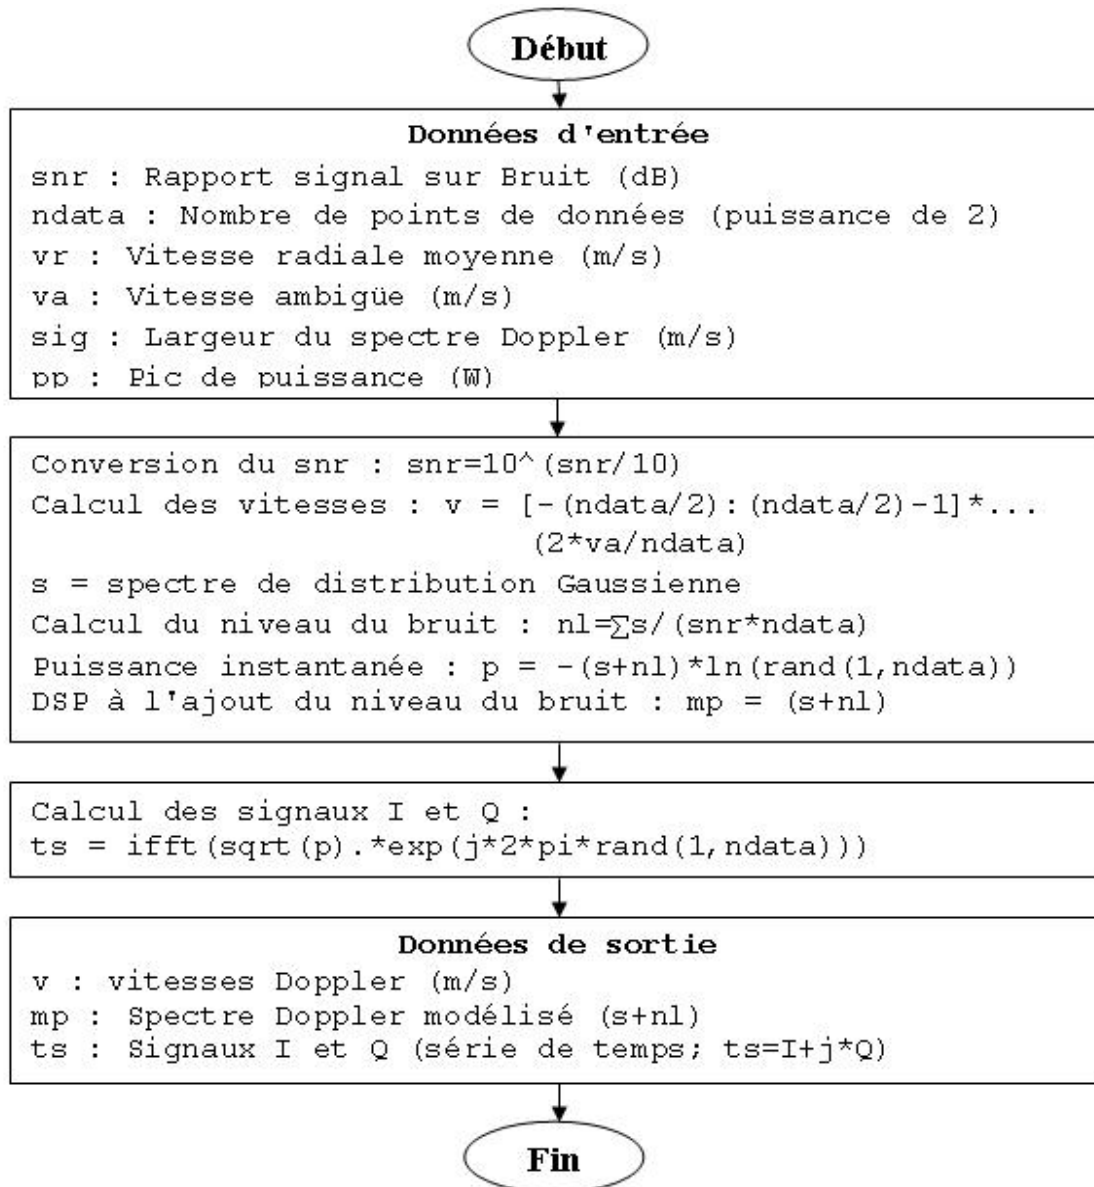 Début
Données d'entrée
snr : Rapport signal sur Bruit (dB)
ndata : Nombre de points de données (puissance de 2)
vr : Vitesse radiale moyenne (m/s)
va : Vitesse ambigüe (m/s)
sig : Largeur du spectre Doppler (m/s)
pp : Pic de puissance (W)
Conversion du snr : snr=10^(snr/10)
Calcul des vitesses : v = [-(ndata/2):(ndata/2)-1]*...
(2*va/ndata)
s = spectre de distribution Gaussienne
Calcul du niveau du bruit : nl=∑s/(snr*ndata)
Puissance instantanée : p = -(s+nl)*ln(rand(1,ndata))
DSP à l'ajout du niveau du bruit : mp = (s+nl)
Calcul des signaux I et Q :
ts = ifft(sqrt(p).*exp(j*2*pi*rand(1,ndata)))
Données de sortie
v : vitesses Doppler (m/s)
mp : Spectre Doppler modélisé (s+nl)
ts : Signaux I et Q (série de temps; ts=I+j*Q)
Fin